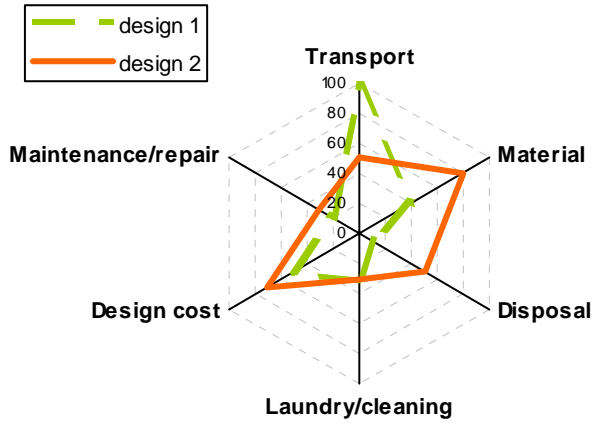 design 1
design 2
Transport
100
80
60
40
20
0
Maintenance/repair
Material
Design cost
Disposal
Laundry/cleaning